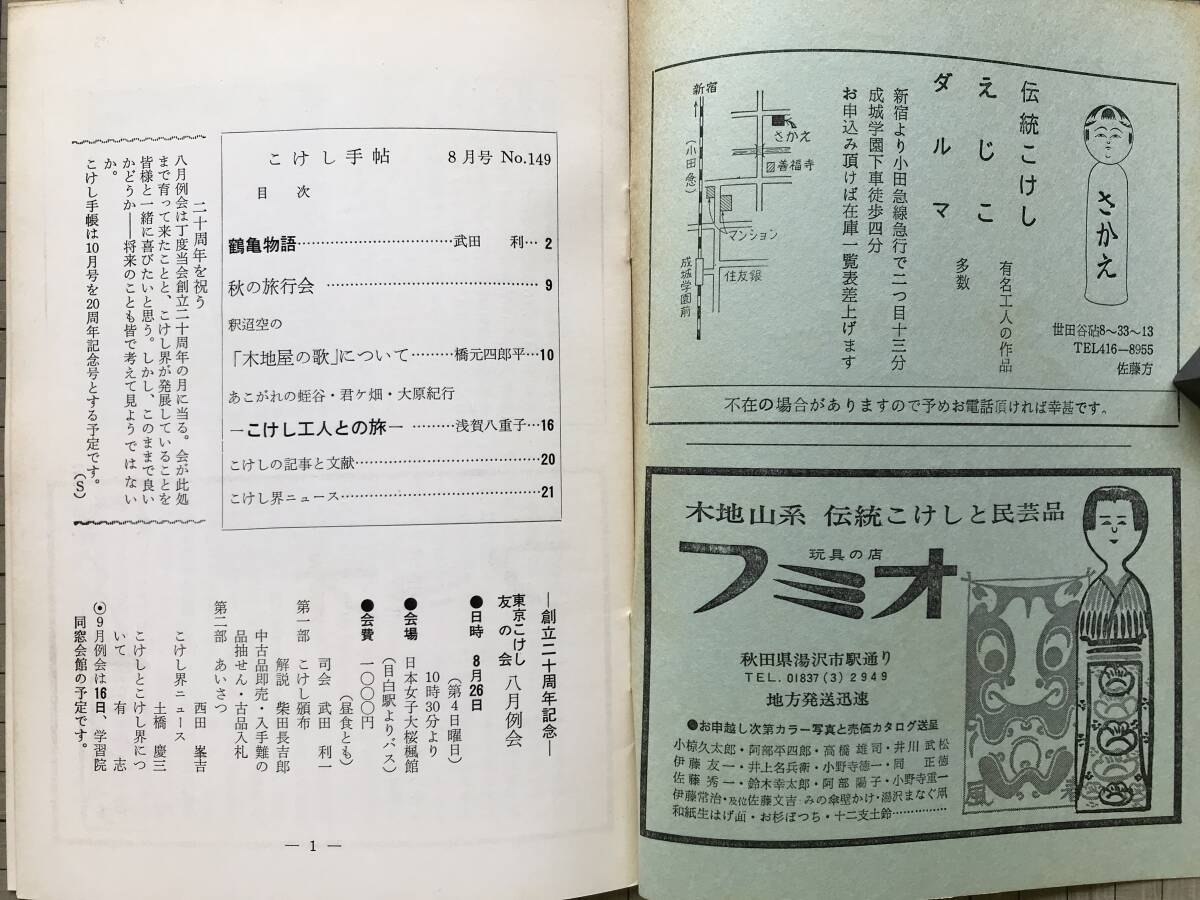 こけし手帖　8月号 No.149
目　次
鶴亀物語……………………………武田　利…2
秋の旅行会……………………………………9
釈迢空の
「木地屋の歌」について………橋元四郎平…10
あこがれの蛭谷・君ケ畑・大原紀行
―こけし工人との旅― ………浅賀八重子…16
こけしの記事と文献……………………………20
こけし界ニュース………………………………21
二十周年を祝う
八月例会は丁度当会創立二十周年の月に当る。会が此処
まで育って来たことと、こけし界が発展していることを
皆様と一緒に喜びたいと思う。しかし、このままで良い
かどうか――将来のことも皆で考えて見ようではない
か。
こけし手帳は10月号を20周年記念号とする予定です。
（S）
―創立二十周年記念―
東京こけし
友の会　八月例会
●日時　8月26日
（第4日曜日）
10時30分より
●会場　日本女子大桜楓館
（目白駅よりバス）
●会費　一〇〇〇円
（昼食とも）
司会　武田　利一
第一部　こけし頒布
解説　柴田長吉郎
中古品即売・入手難の
品抽せん・古品入札
第二部　あいさつ
西田　峯吉
こけし界ニュース
土橋　慶三
こけしとこけし界につ
いて　有　志
◉9月例会は16日、学習院
同窓会館の予定です。
― 1 ―
伝統こけし
えじこ
ダルマ
有名工人の作品
多数
新宿より小田急線急行で二つ目十三分
成城学園下車徒歩四分
お申込み頂けば在庫一覧表差上げます
新宿
（小田急）
さかえ
善福寺
マンション
住友銀
成城学園前
さかえ
世田谷砧8～33～13
TEL416―8955
佐藤方
不在の場合がありますので予めお電話頂ければ幸甚です。
木地山系　伝統こけしと民芸品
玩具の店
フミオ
秋田県湯沢市駅通り
TEL. 01837 (3) 2949
地方発送迅速
●お申越し次第カラー写真と売価カタログ送呈
小椋久太郎・阿部平四郎・高橋雄司・井川武松
伊藤友一・井上名兵衛・小野寺徳一・同　正徳
佐藤秀一・鈴木幸太郎・阿部陽子・小野寺重一
伊藤常治・及位佐藤文吉・みの傘壁かけ・湯沢まなぐ凧
和紙生はげ面・お杉ぼつち・十二支土鈴……………